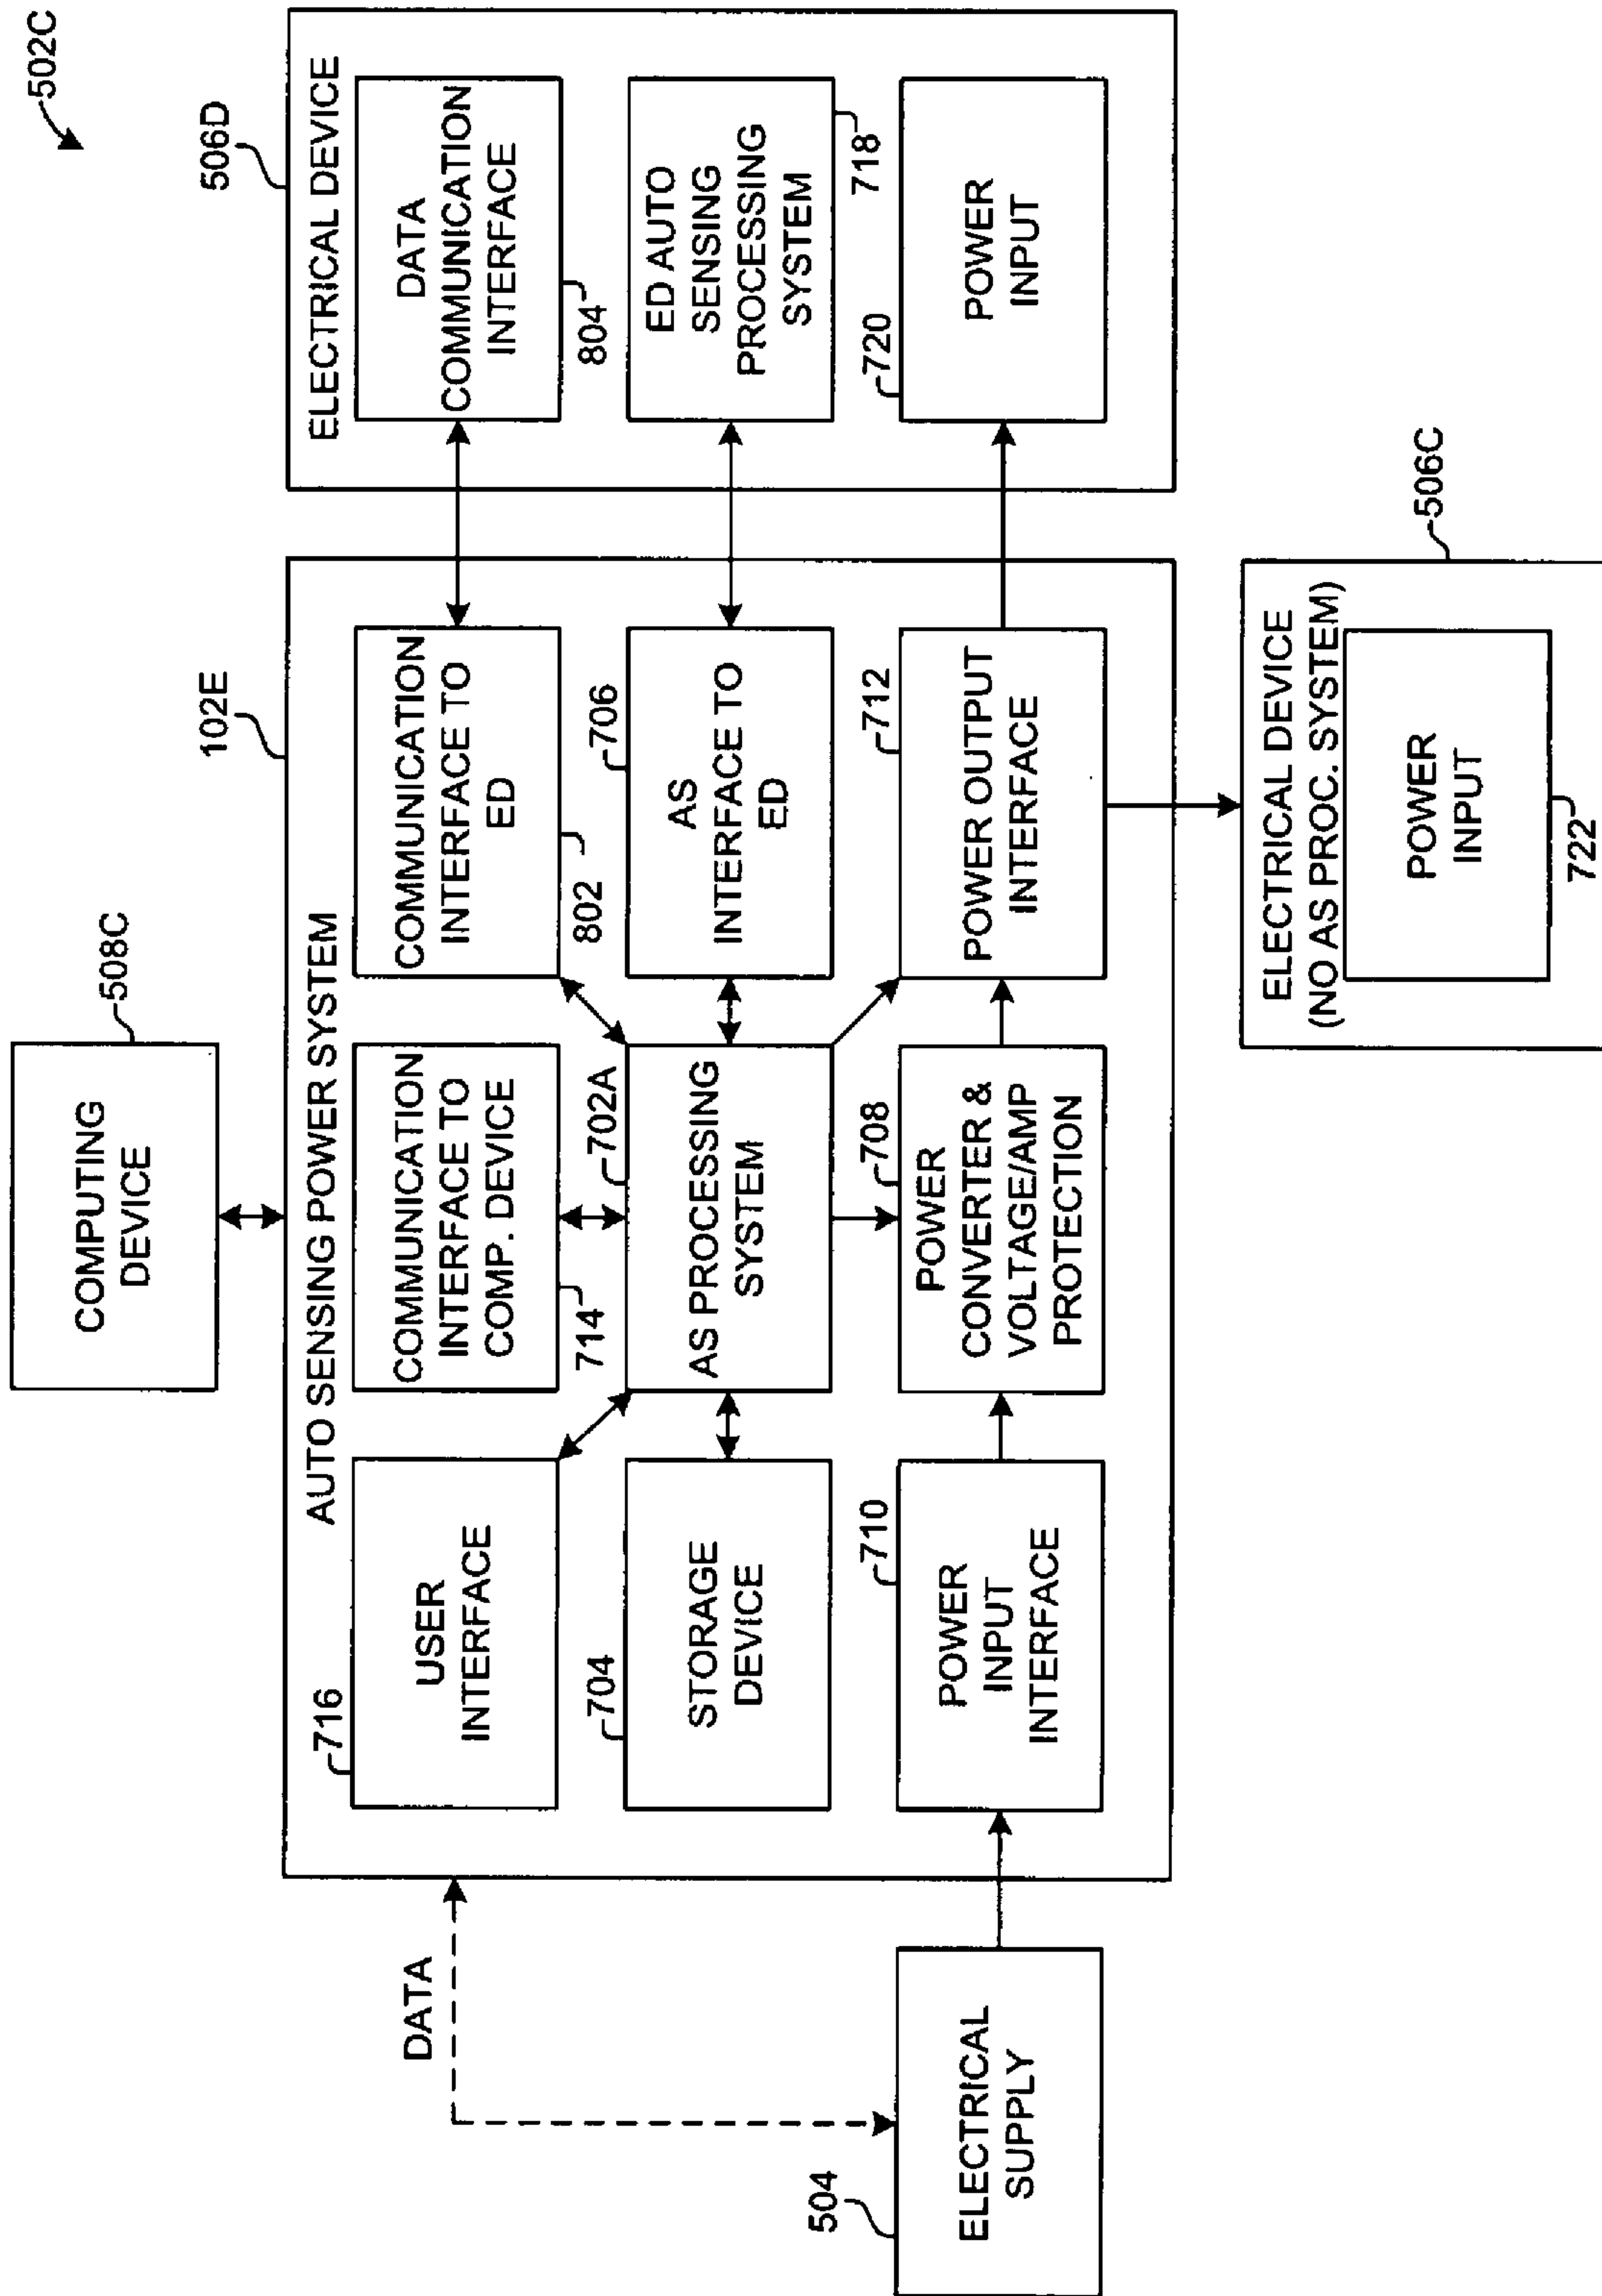 502C
COMPUTING
DEVICE
508C
102E
506D
AUTO SENSING POWER SYSTEM
ELECTRICAL DEVICE
DATA
716
USER
INTERFACE
COMMUNICATION
INTERFACE TO
COMP. DEVICE
714
COMMUNICATION
INTERFACE TO
ED
802
DATA
COMMUNICATION
INTERFACE
804
704
STORAGE
DEVICE
702A
AS PROCESSING
SYSTEM
706
AS
INTERFACE TO
ED
ED AUTO
SENSING
PROCESSING
SYSTEM
718
504
ELECTRICAL
SUPPLY
710
POWER
INPUT
INTERFACE
708
POWER
CONVERTER &
VOLTAGE/AMP
PROTECTION
712
POWER OUTPUT
INTERFACE
720
POWER
INPUT
506C
ELECTRICAL DEVICE
(NO AS PROC. SYSTEM)
POWER
INPUT
722